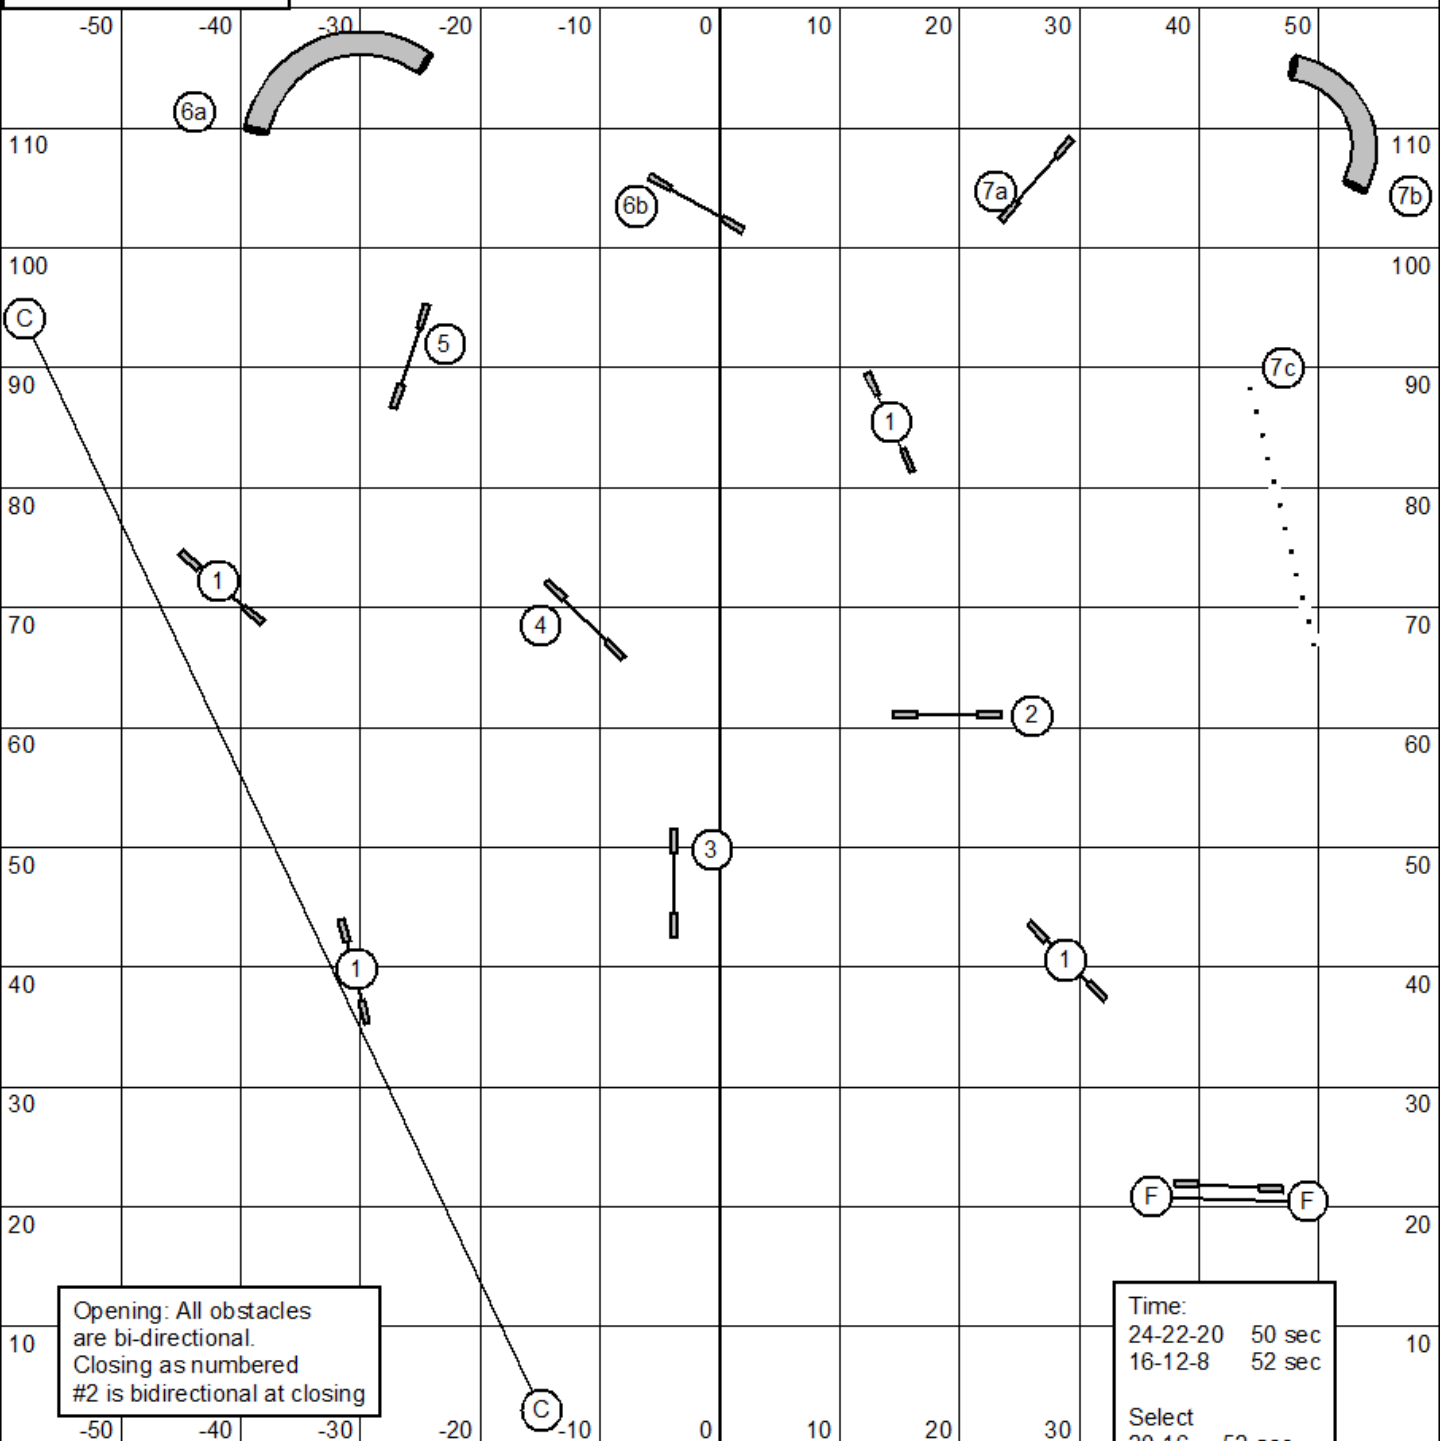 -50 -40 -30 -20 -10 0 10 20 30 40 50
6a
110 110
7a
6b 7b
100 100
C
5
7c
90 90
1
80 80
1
4
70 70
2
60 60
3
50 50
1 1
40 40
30 30
F F
20 20
Opening: All obstacles
are bi-directional.
Closing as numbered
#2 is bidirectional at closing
Time:
24-22-20 50 sec
16-12-8 52 sec
Select
10 10
C
-50 -40 -30 -20 -10 0 10 20 30